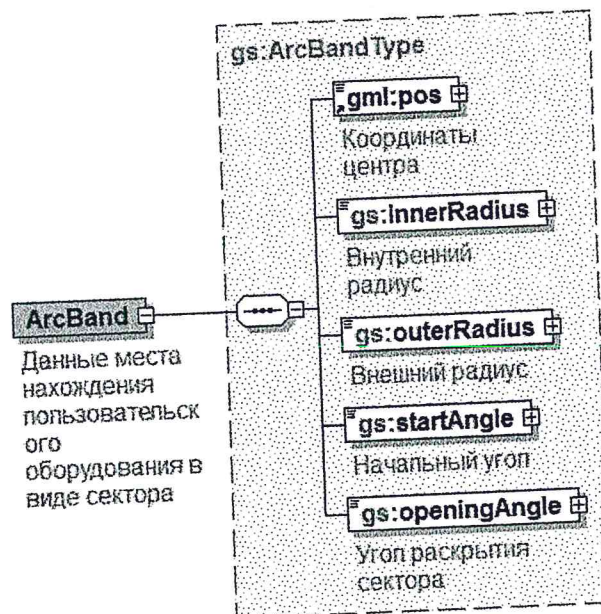 gs:ArcBandType
gml:pos
Координаты
центра
gs:innerRadius
Внутренний
радиус
gs:outerRadius
Внешний радиус
gs:startAngle
Начальный угол
gs:openingAngle
Угол раскрытия
сектора
ArcBand
Данные места
нахождения
пользовательск
ого
оборудования в
виде сектора